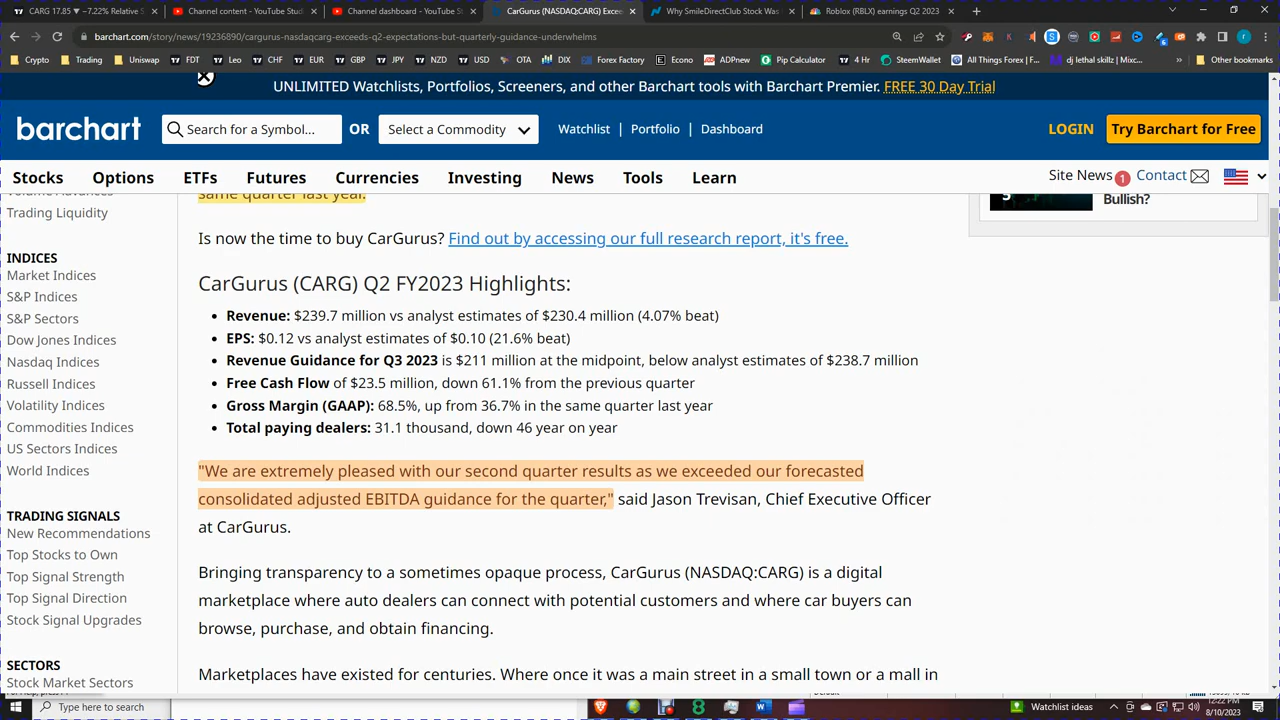 CARG 17.85 ▼ −7.22% Relative S
Channel content - YouTube Stud
Channel dashboard - YouTube S
CarGurus (NASDAQ:CARG) Excee
Why SmileDirectClub Stock Was
Roblox (RBLX) earnings Q2 2023
barchart.com/story/news/19236890/cargurus-nasdaqcarg-exceeds-q2-expectations-but-quarterly-guidance-underwhelms
Crypto Trading Uniswap FDT Leo CHF EUR JPY NZD USD OTA DIX Forex Factory Econo ADPnew Pip Calculator 4 Hr SteemWallet All Things Forex | F... dj lethal skillz | Mixc... » Other bookmarks
UNLIMITED Watchlists, Portfolios, Screeners, and other Barchart tools with Barchart Premier. FREE 30 Day Trial
barchart
Search for a Symbol...
OR
Select a Commodity
Watchlist | Portfolio | Dashboard
LOGIN
Try Barchart for Free
Stocks Options ETFs Futures Currencies Investing News Tools Learn
Site News 1 Contact
Trading Liquidity
INDICES
Market Indices
S&P Indices
S&P Sectors
Dow Jones Indices
Nasdaq Indices
Russell Indices
Volatility Indices
Commodities Indices
US Sectors Indices
World Indices
TRADING SIGNALS
New Recommendations
Top Stocks to Own
Top Signal Strength
Top Signal Direction
Stock Signal Upgrades
SECTORS
Stock Market Sectors
same quarter last year.
Is now the time to buy CarGurus? Find out by accessing our full research report, it's free.
CarGurus (CARG) Q2 FY2023 Highlights:
• Revenue: $239.7 million vs analyst estimates of $230.4 million (4.07% beat)
• EPS: $0.12 vs analyst estimates of $0.10 (21.6% beat)
• Revenue Guidance for Q3 2023 is $211 million at the midpoint, below analyst estimates of $238.7 million
• Free Cash Flow of $23.5 million, down 61.1% from the previous quarter
• Gross Margin (GAAP): 68.5%, up from 36.7% in the same quarter last year
• Total paying dealers: 31.1 thousand, down 46 year on year
"We are extremely pleased with our second quarter results as we exceeded our forecasted
consolidated adjusted EBITDA guidance for the quarter," said Jason Trevisan, Chief Executive Officer
at CarGurus.
Bringing transparency to a sometimes opaque process, CarGurus (NASDAQ:CARG) is a digital
marketplace where auto dealers can connect with potential customers and where car buyers can
browse, purchase, and obtain financing.
Marketplaces have existed for centuries. Where once it was a main street in a small town or a mall in
5
Bullish?
Type here to search
Watchlist ideas
12:22 PM
8/10/2023